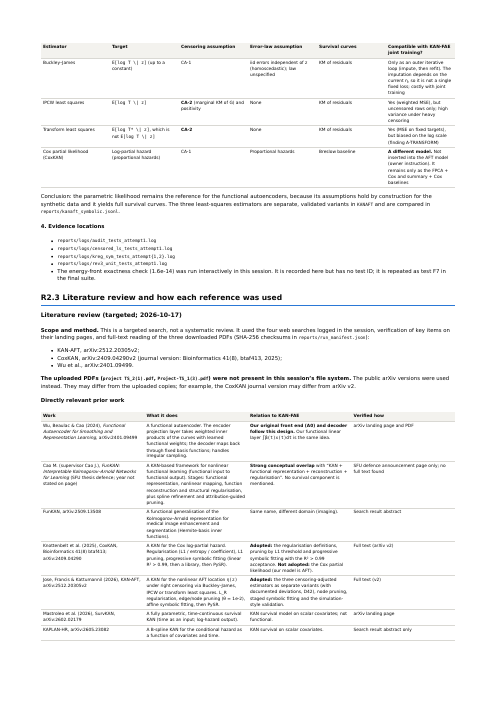 Estimator Target Censoring assumption Error-law assumption Survival curves Compatible with KAN-FAE
joint training?
Buckley-James E[log T \| z] (up to a CA-1 iid errors independent of z KM of residuals Only as an outer iterative
constant) (homoscedastic); law loop (impute, then refit). The
unspecified imputation depends on the
current η, so it is not a single
fixed loss; costly with joint
training
IPCW least squares E[log T \| z] CA-2 (marginal KM of G) and None KM of residuals Yes (weighted MSE), but
positivity uncensored rows only; high
variance under heavy
censoring
Transform least squares E[log T* \| z], which is CA-2 None KM of residuals Yes (MSE on fixed targets),
not E[log T \| z] but biased on the log scale
(finding A-TRANSFORM)
Cox partial likelihood Log-partial hazard CA-1 Proportional hazards Breslow baseline A different model. Not
(CoxKAN) (proportional hazards) inserted into the AFT model
(owner instruction). It
remains only as the FPCA +
Cox and summary + Cox
baselines
Conclusion: the parametric likelihood remains the reference for the functional autoencoders, because its assumptions hold by construction for the
synthetic data and it yields full survival curves. The three least-squares estimators are separate, validated variants in KANAFT and are compared in
reports/kanaft_symbolic.json.
4. Evidence locations
• reports/logs/audit_tests_attempt1.log
• reports/logs/censored_ls_tests_attempt1.log
• reports/logs/kreg_sym_tests_attempt{1,2}.log
• reports/logs/rev3_unit_tests_attempt1.log
• The energy-front exactness check (1.6e-14) was run interactively in this session. It is recorded here but has no test ID; it is repeated as test F7 in
the final suite.
R2.3 Literature review and how each reference was used
Literature review (targeted; 2026-10-17)
Scope and method. This is a targeted search, not a systematic review. It used the four web searches logged in the session, verification of key items on
their landing pages, and full-text reading of the three downloaded PDFs (SHA-256 checksums in reports/run_manifest.json):
• KAN-AFT, arXiv:2512.20305v2;
• CoxKAN, arXiv:2409.04290v2 (journal version: Bioinformatics 41(8), btaf413, 2025);
• Wu et al., arXiv:2401.09499.
The uploaded PDFs (project TS_2(1).pdf, Project-TS_1(3).pdf) were not present in this session's file system. The public arXiv versions were used
instead. They may differ from the uploaded copies; for example, the CoxKAN journal version may differ from arXiv v2.
Directly relevant prior work
Work What it does Relation to KAN-FAE Verified how
Wu, Beaulac & Cao (2024), Functional A functional autoencoder. The encoder Our original front end (A0) and decoder arXiv landing page and PDF
Autoencoder for Smoothing and projection layer takes weighted inner follow this design. Our functional layer
Representation Learning, arXiv:2401.09499 products of the curves with learned ∫β(t)x(t)dt is the same idea.
functional weights; the decoder maps back
through fixed basis functions; handles
irregular sampling.
Cao M. (supervisor Cao J.), FunKAN: A KAN-based framework for nonlinear Strong conceptual overlap with "KAN + SFU defence announcement page only; no
Interpretable Kolmogorov-Arnold Networks functional learning (functional input to functional representation + reconstruction + full text found
for Learning (SFU thesis defence; year not functional output). Stages: functional regularisation". No survival component is
stated on page) representation, nonlinear mapping, function mentioned.
reconstruction and structural regularisation,
plus spline refinement and attribution-guided
pruning.
FunKAN, arXiv:2509.13508 A functional generalisation of the Same name, different domain (imaging). Search result abstract
Kolmogorov-Arnold representation for
medical image enhancement and
segmentation (Hermite-basis inner
functions).
Knottenbelt et al. (2025), CoxKAN, A KAN for the Cox log-partial hazard. Adopted: the regularisation definitions, Full text (arXiv v2)
Bioinformatics 41(8) btaf413; Regularisation (L1 / entropy / coefficient), L1 pruning by L1 threshold and progressive
arXiv:2409.04290 pruning, progressive symbolic fitting (linear symbolic fitting with the R² > 0.99
R² > 0.99, then a library, then PySR). acceptance. Not adopted: the Cox partial
likelihood (our model is AFT).
Jose, Francis & Kattumannil (2026), KAN-AFT, A KAN for the nonlinear AFT location η(z) Adopted: the three censoring-adjusted Full text (v2)
arXiv:2512.20305v2 under right censoring via Buckley-James, estimators as separate variants (with
IPCW or transform least squares. L_R documented deviations, D42), node pruning,
regularisation, edge/node pruning (θ = 1e-2), staged symbolic fitting and the simulation-
affine symbolic fitting, then PySR. style validation.
Mastroleo et al. (2026), SurvKAN, A fully parametric, time-continuous survival KAN survival model on scalar covariates; not arXiv landing page
arXiv:2602.02179 KAN (time as an input; log-hazard output). functional.
KAPLAN-HR, arXiv:2605.23082 A B-spline KAN for the conditional hazard as KAN survival on scalar covariates. Search result abstract only
a function of covariates and time.